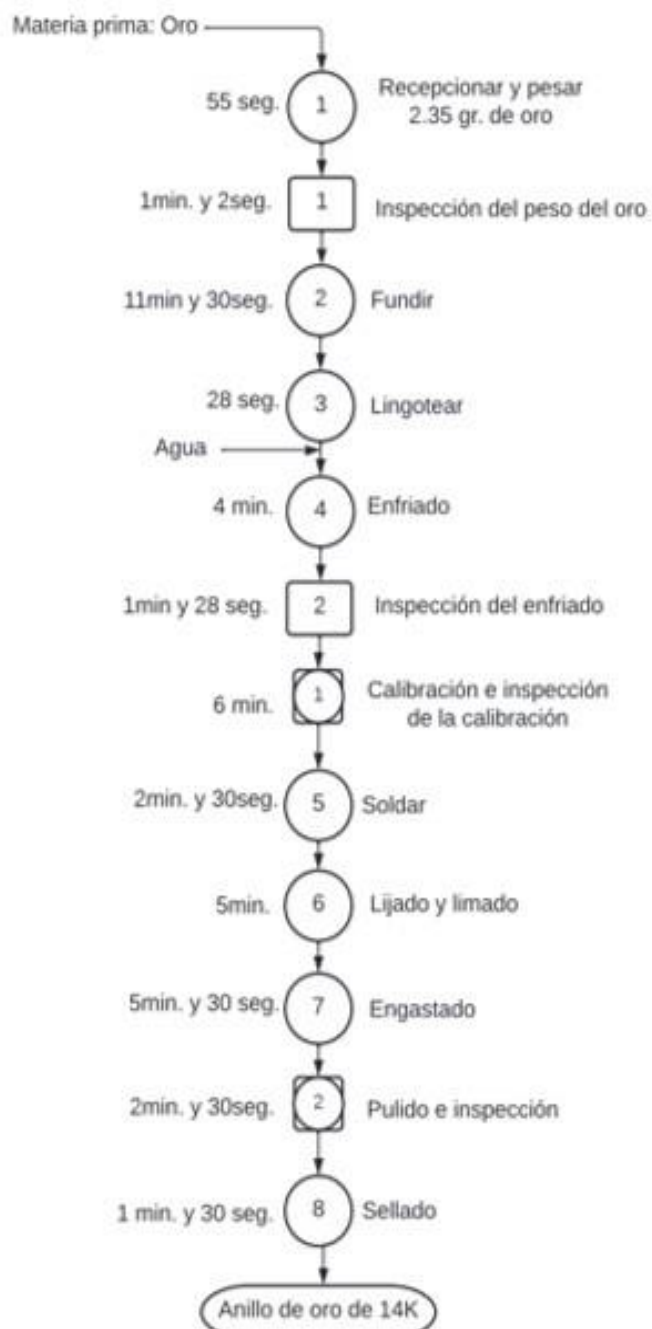 Materia prima: Oro
55 seg.
1
Recepcionar y pesar
2.35 gr. de oro
1min. y 2seg.
1
Inspección del peso del oro
11min y 30seg.
2
Fundir
28 seg.
3
Lingotear
Agua
4 min.
4
Enfriado
1min y 28 seg.
2
Inspección del enfriado
6 min.
1
Calibración e inspección
de la calibración
2min. y 30seg.
5
Soldar
5min.
6
Lijado y limado
5min. y 30 seg.
7
Engastado
2min. y 30seg.
2
Pulido e inspección
1 min. y 30 seg.
8
Sellado
Anillo de oro de 14K